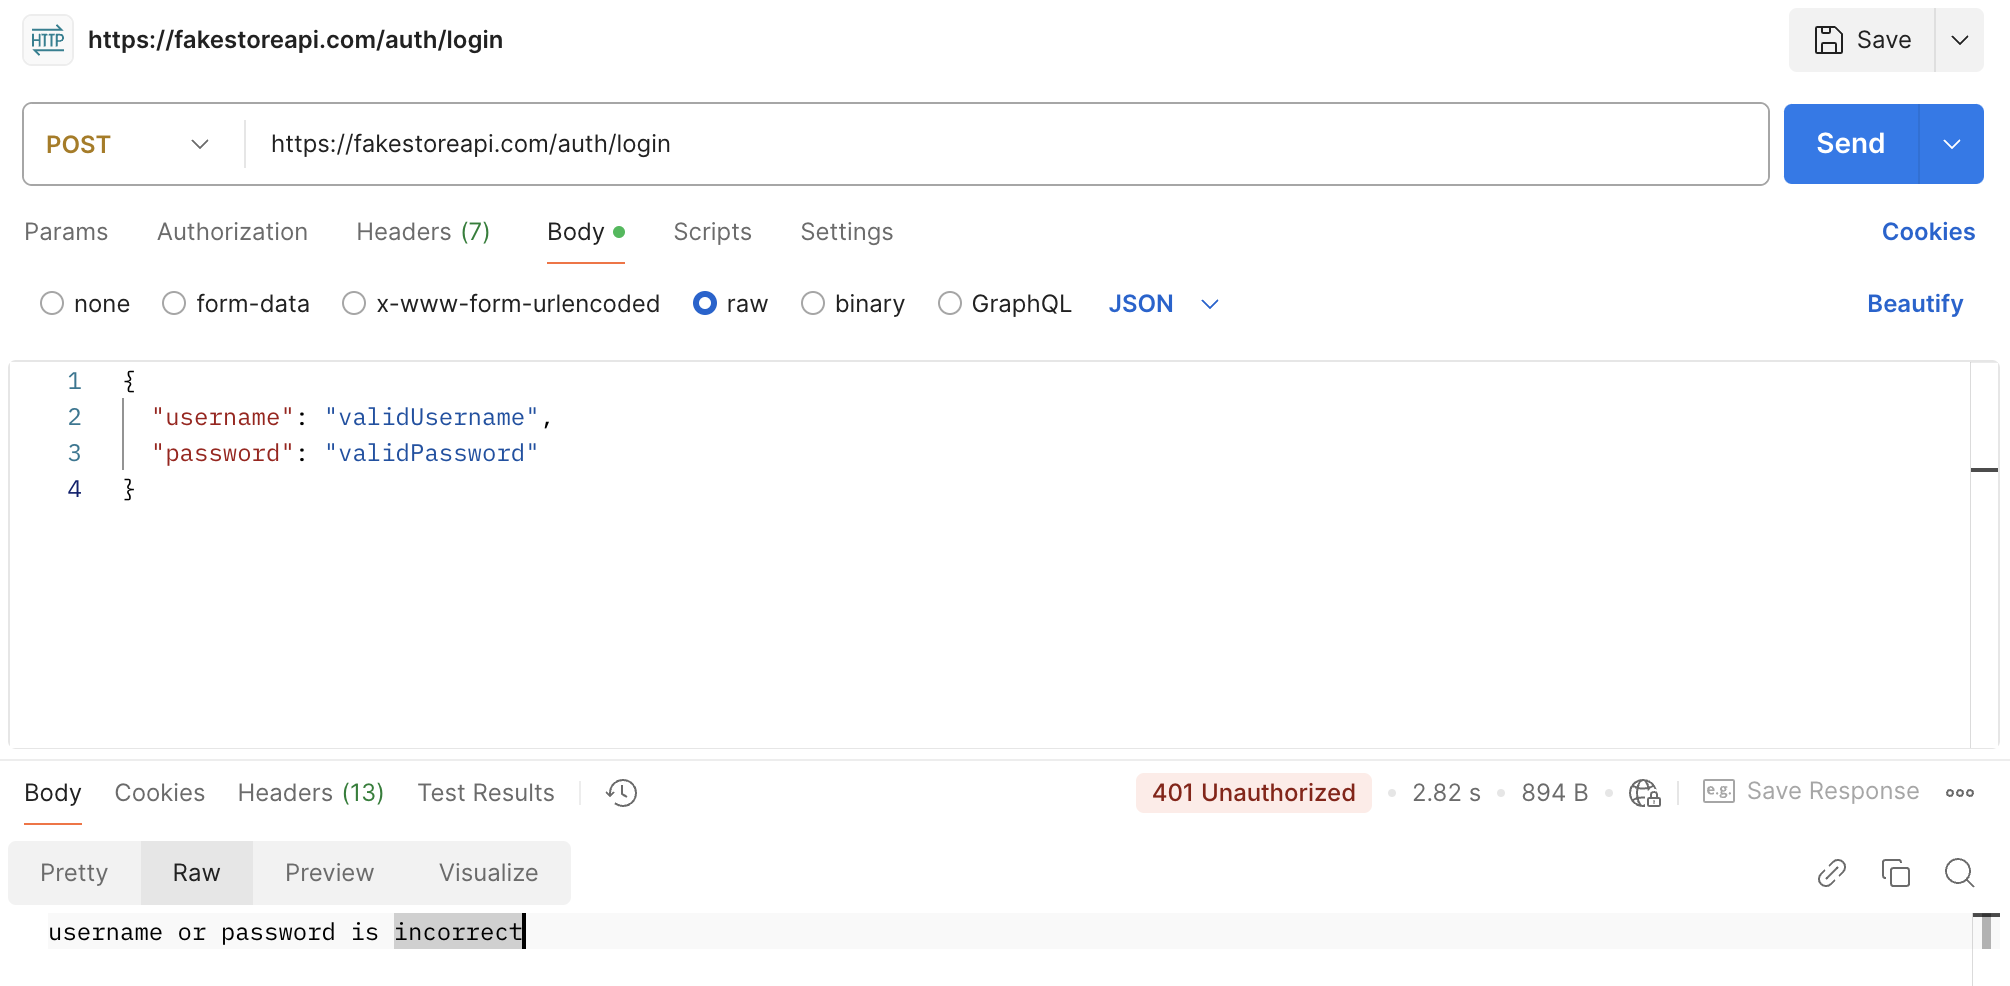 HTTP https://fakestoreapi.com/auth/login Save
POST https://fakestoreapi.com/auth/login Send
Params Authorization Headers (7) Body Scripts Settings Cookies
none form-data x-www-form-urlencoded raw binary GraphQL JSON Beautify
1 {
2 "username": "validUsername",
3 "password": "validPassword"
4 }
Body Cookies Headers (13) Test Results 401 Unauthorized 2.82 s 894 B e.g. Save Response
Pretty Raw Preview Visualize
username or password is incorrect